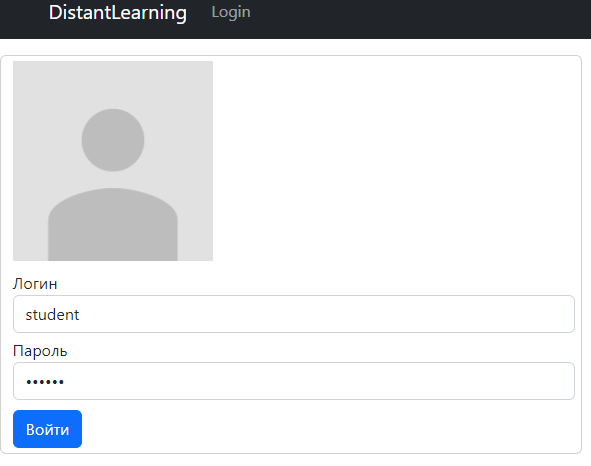 DistantLearning Login
Логин
student
Пароль
••••••
Войти